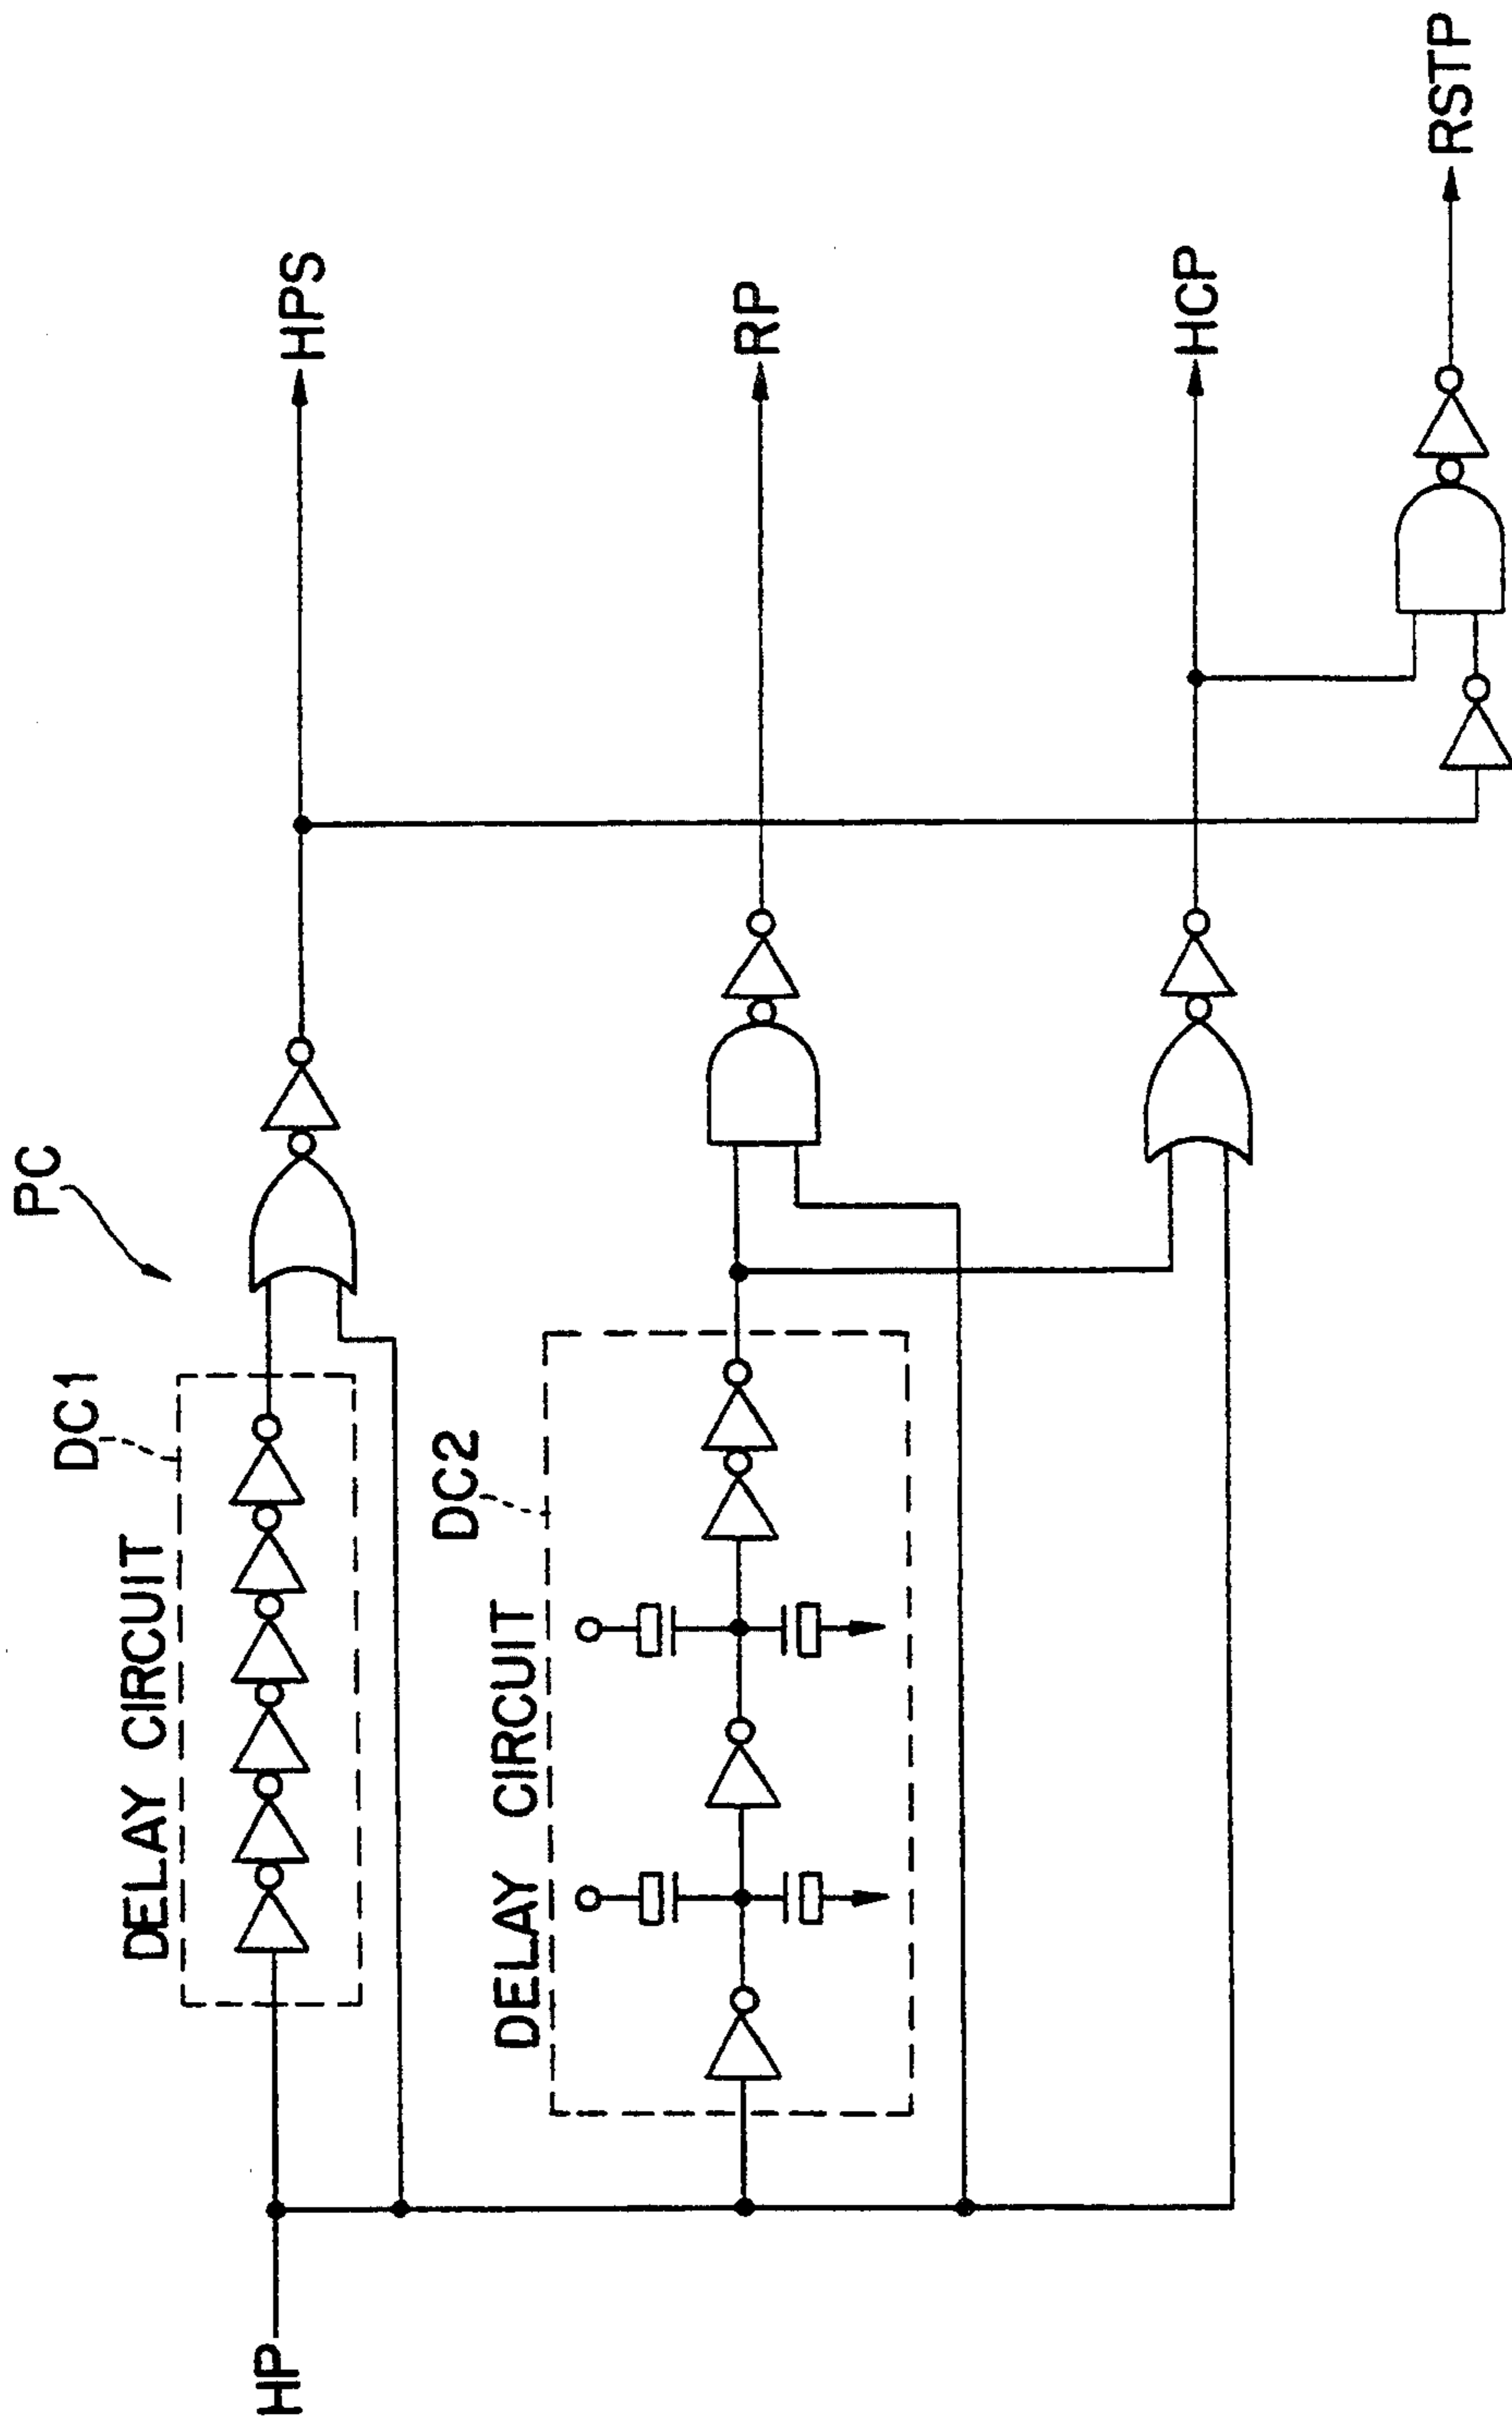 PC
DC1
DELAY CIRCUIT
HP
HPS
DC2
DELAY CIRCUIT
RP
HCP
RSTP